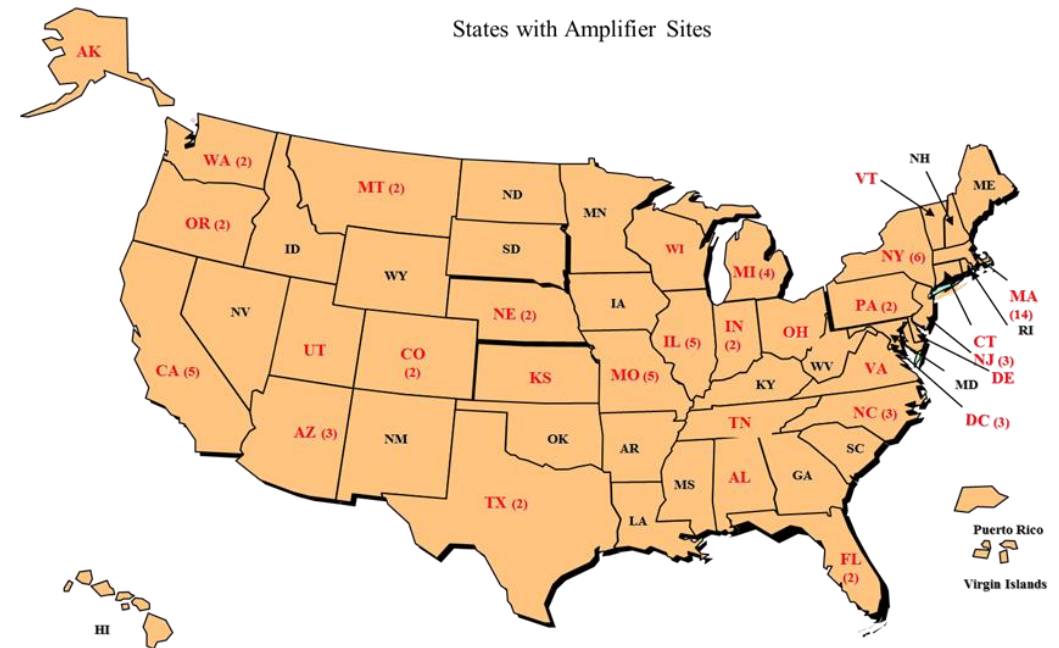 States with Amplifier Sites
AK
WA (2)
MT (2)
ND
MN
NH
VT
ME
OR (2)
ID
SD
WI
MI (4)
NY (6)
WY
NV
IA
NE (2)
PA (2)
MA
(14)
RI
UT
CO
(2)
IL (5)
IN
(2)
OH
CT
NJ (3)
DE
MD
DC (3)
CA (5)
KS
MO (5)
WV
VA
KY
AZ (3)
NM
OK
AR
TN
NC (3)
SC
TX (2)
LA
MS
AL
GA
FL
(2)
Puerto Rico
Virgin Islands
HI